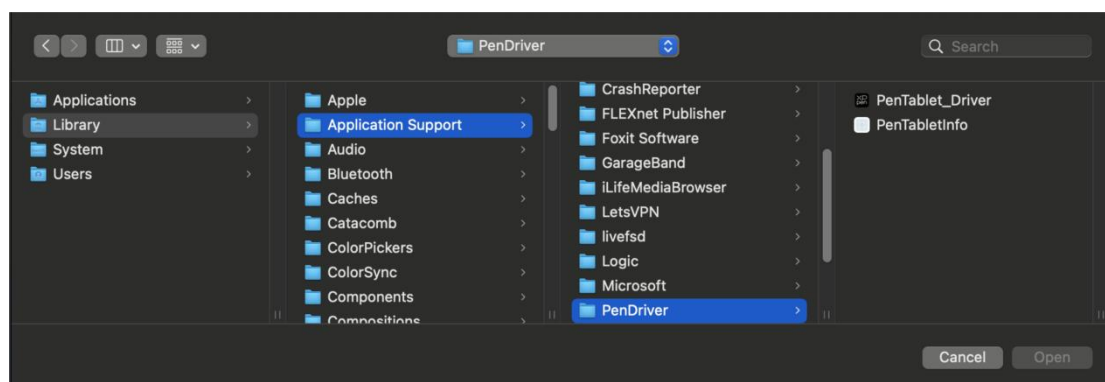 PenDriver
Search
Applications
Library
System
Users
Apple
Application Support
Audio
Bluetooth
Caches
Catacomb
ColorPickers
ColorSync
Components
Compositions
CrashReporter
FLEXnet Publisher
Foxit Software
GarageBand
iLifeMediaBrowser
LetsVPN
livefsd
Logic
Microsoft
PenDriver
PenTablet_Driver
PenTabletInfo
Cancel
Open